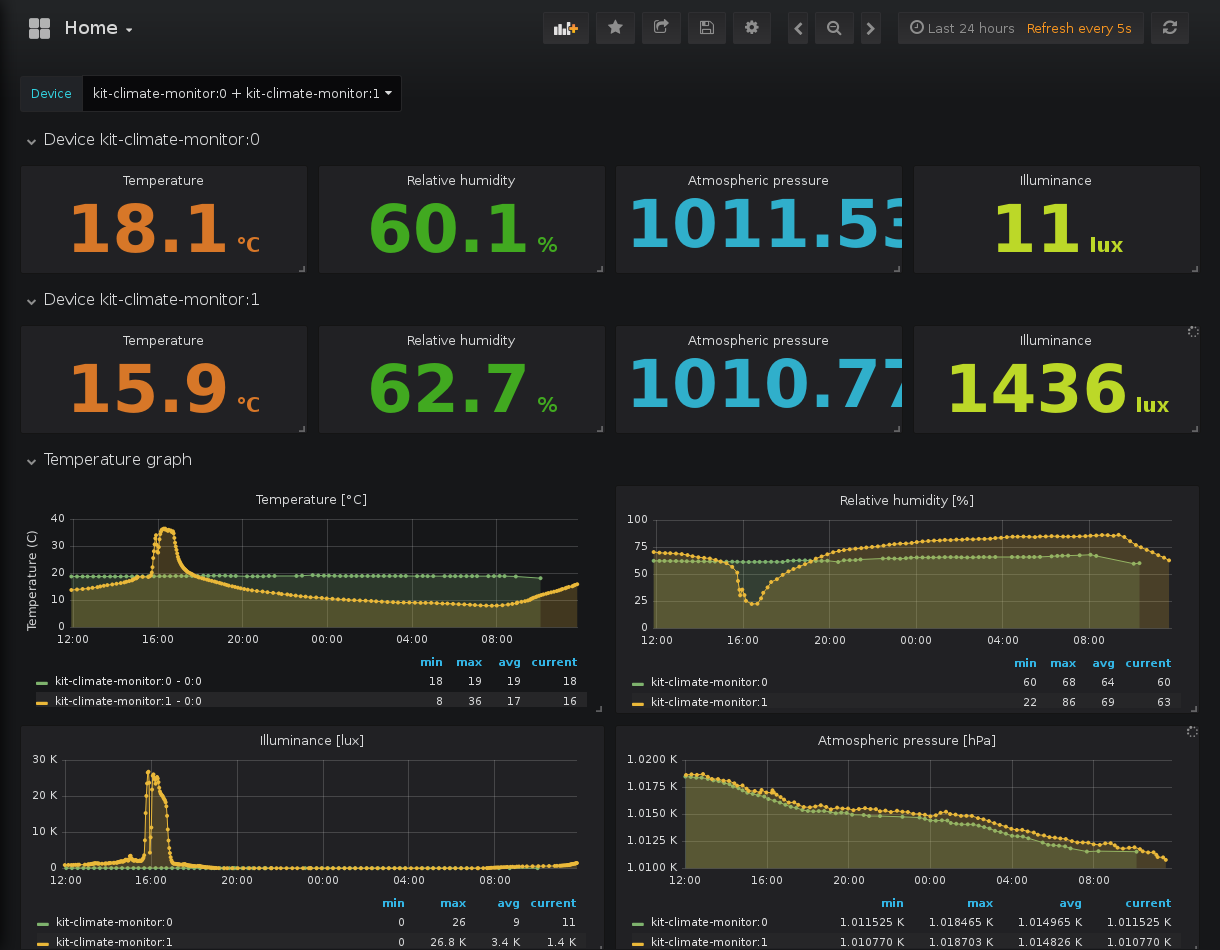 Home
Last 24 hours Refresh every 5s
Device kit-climate-monitor:0 + kit-climate-monitor:1
Device kit-climate-monitor:0
Temperature Relative humidity Atmospheric pressure Illuminance
18.1 °C 60.1 % 1011.53 11 lux
Device kit-climate-monitor:1
Temperature Relative humidity Atmospheric pressure Illuminance
15.9 °C 62.7 % 1010.77 1436 lux
Temperature graph
Temperature [°C]
Temperature (C)
40
30
20
10
0
12:00 16:00 20:00 00:00 04:00 08:00
min max avg current
kit-climate-monitor:0 - 0:0 18 19 19 18
kit-climate-monitor:1 - 0:0 8 36 17 16
Relative humidity [%]
100
75
50
25
0
12:00 16:00 20:00 00:00 04:00 08:00
min max avg current
kit-climate-monitor:0 60 68 64 60
kit-climate-monitor:1 22 86 69 63
Illuminance [lux]
30 K
20 K
10 K
0
12:00 16:00 20:00 00:00 04:00 08:00
min max avg current
kit-climate-monitor:0 0 26 9 11
kit-climate-monitor:1 0 26.8 K 3.4 K 1.4 K
Atmospheric pressure [hPa]
1.0200 K
1.0175 K
1.0150 K
1.0125 K
1.0100 K
12:00 16:00 20:00 00:00 04:00 08:00
min max avg current
kit-climate-monitor:0 1.011525 K 1.018465 K 1.014965 K 1.011525 K
kit-climate-monitor:1 1.010770 K 1.018703 K 1.014826 K 1.010770 K